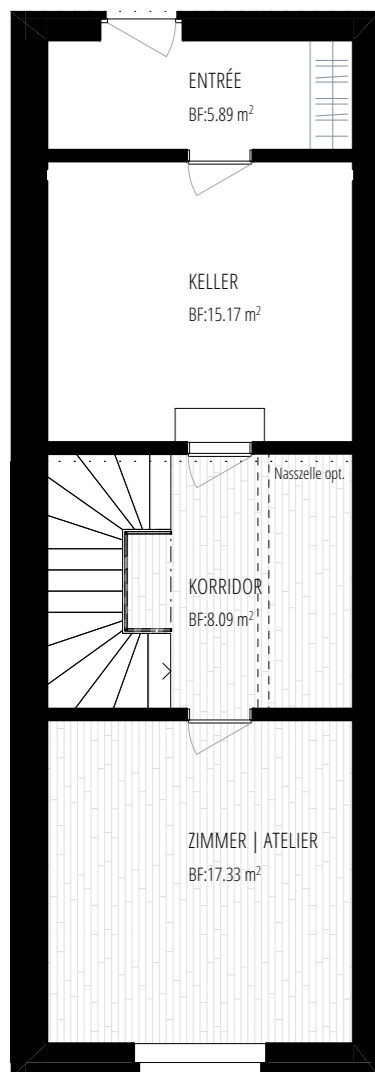 ENTRÉE
BF:5.89 m²
KELLER
BF:15.17 m²
Nasszelle opt.
KORRIDOR
BF:8.09 m²
ZIMMER | ATELIER
BF:17.33 m²